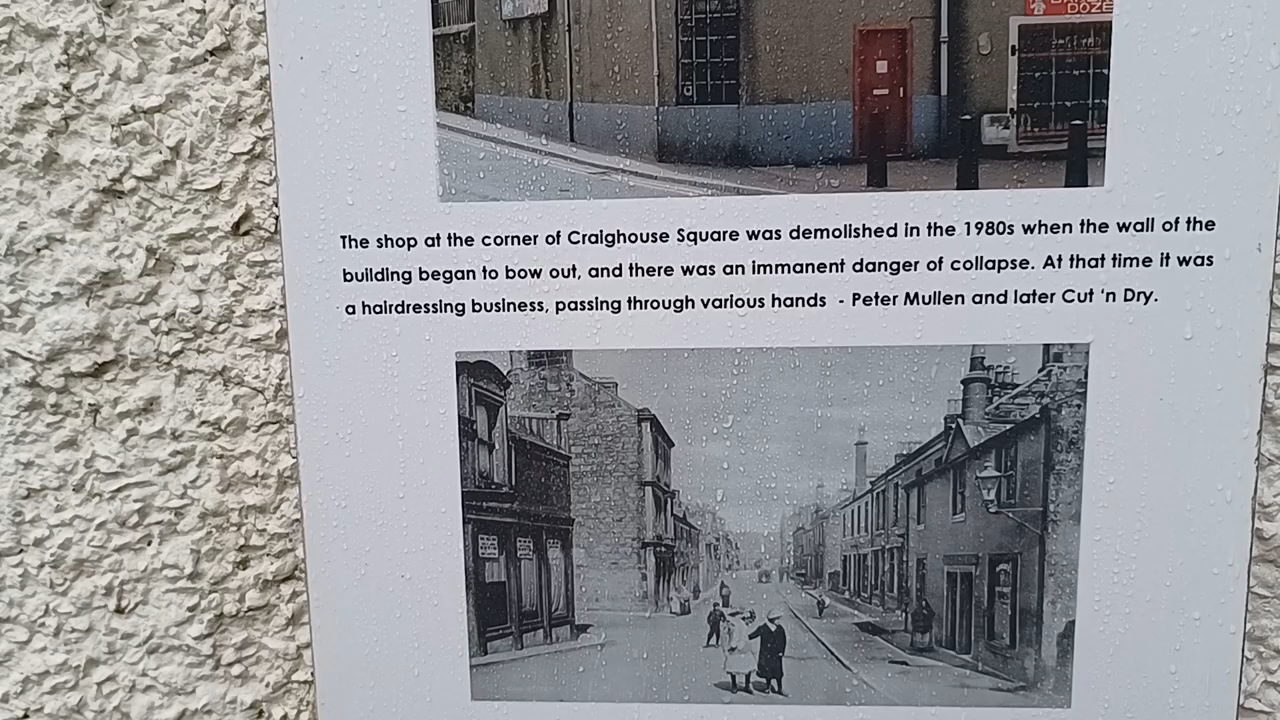 DOZE
The shop at the corner of Craighouse Square was demolished in the 1980s when the wall of the
building began to bow out, and there was an immanent danger of collapse. At that time it was
a hairdressing business, passing through various hands - Peter Mullen and later Cut 'n Dry.